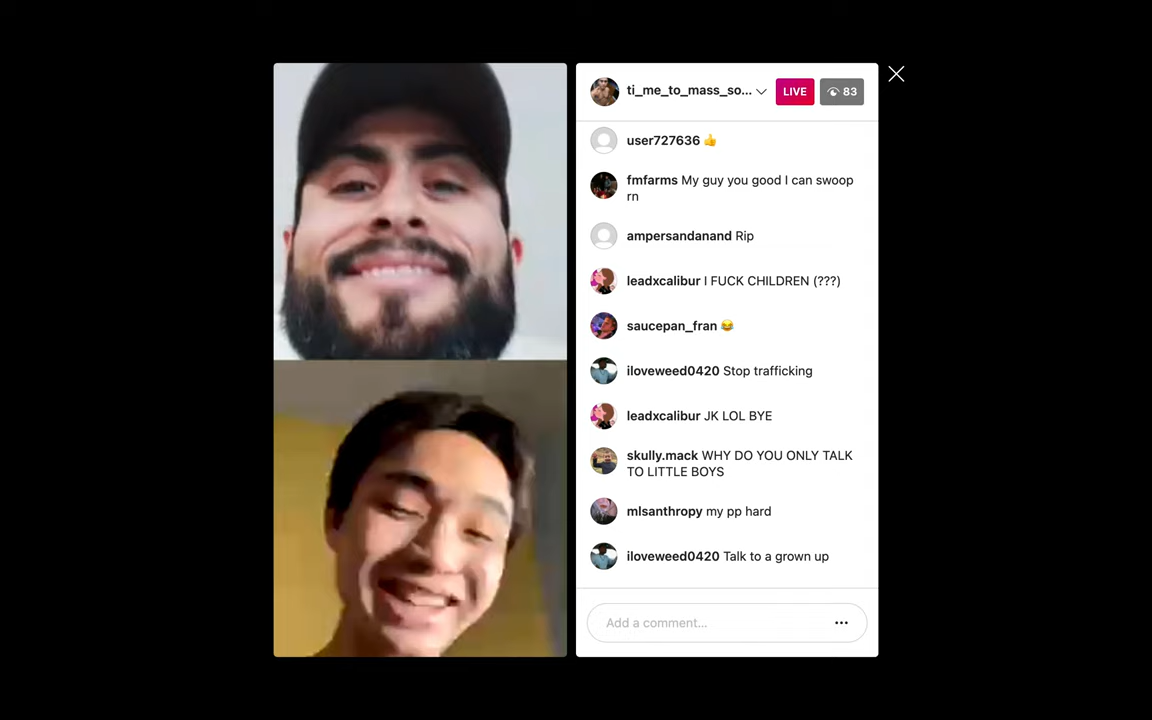 ti_me_to_mass_so... LIVE 83
user727636 👍
fmfarms My guy you good I can swoop
rn
ampersandanand Rip
leadxcalibur I FUCK CHILDREN (???)
saucepan_fran 😂
iloveweed0420 Stop trafficking
leadxcalibur JK LOL BYE
skully.mack WHY DO YOU ONLY TALK
TO LITTLE BOYS
mlsanthropy my pp hard
iloveweed0420 Talk to a grown up
Add a comment...